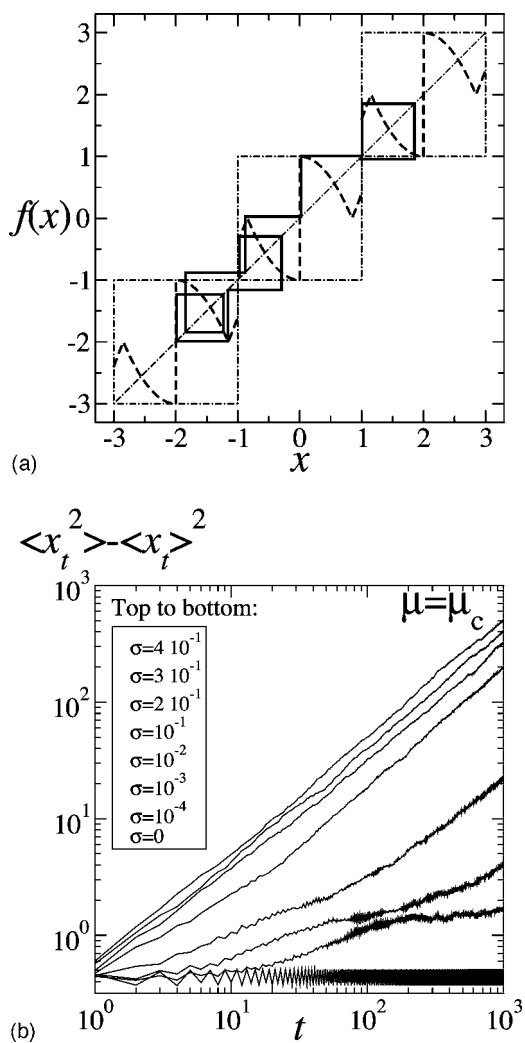 3
2
1
f(x)
0
-1
-2
-3
-3 -2 -1 0 1 2 3
x
(a)
<x_t^2>-<x_t>^2
10^3
μ=μ_c
Top to bottom:
σ=4 10^-1
σ=3 10^-1
σ=2 10^-1
σ=10^-1
σ=10^-2
σ=10^-3
σ=10^-4
σ=0
10^2
10^1
10^0
10^0 10^1 10^2 10^3
t
(b)